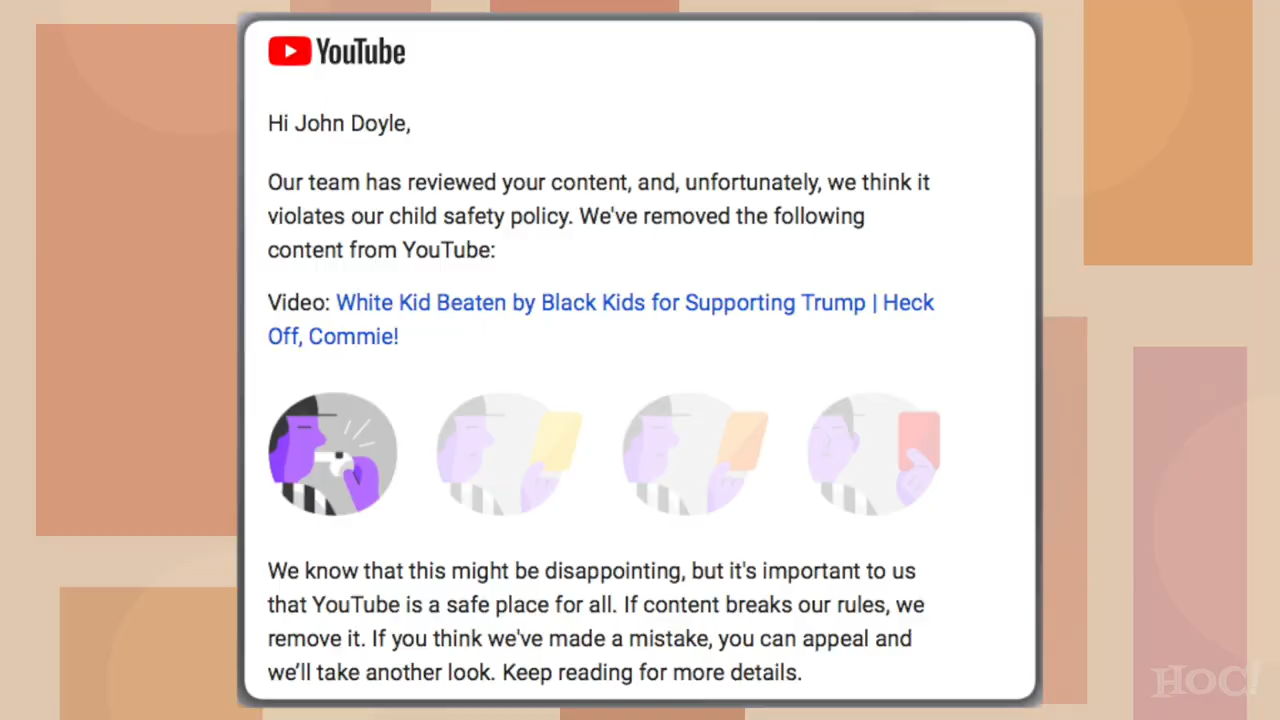 YouTube
Hi John Doyle,
Our team has reviewed your content, and, unfortunately, we think it
violates our child safety policy. We've removed the following
content from YouTube:
Video: White Kid Beaten by Black Kids for Supporting Trump | Heck
Off, Commie!
We know that this might be disappointing, but it's important to us
that YouTube is a safe place for all. If content breaks our rules, we
remove it. If you think we've made a mistake, you can appeal and
we’ll take another look. Keep reading for more details.
HOC!